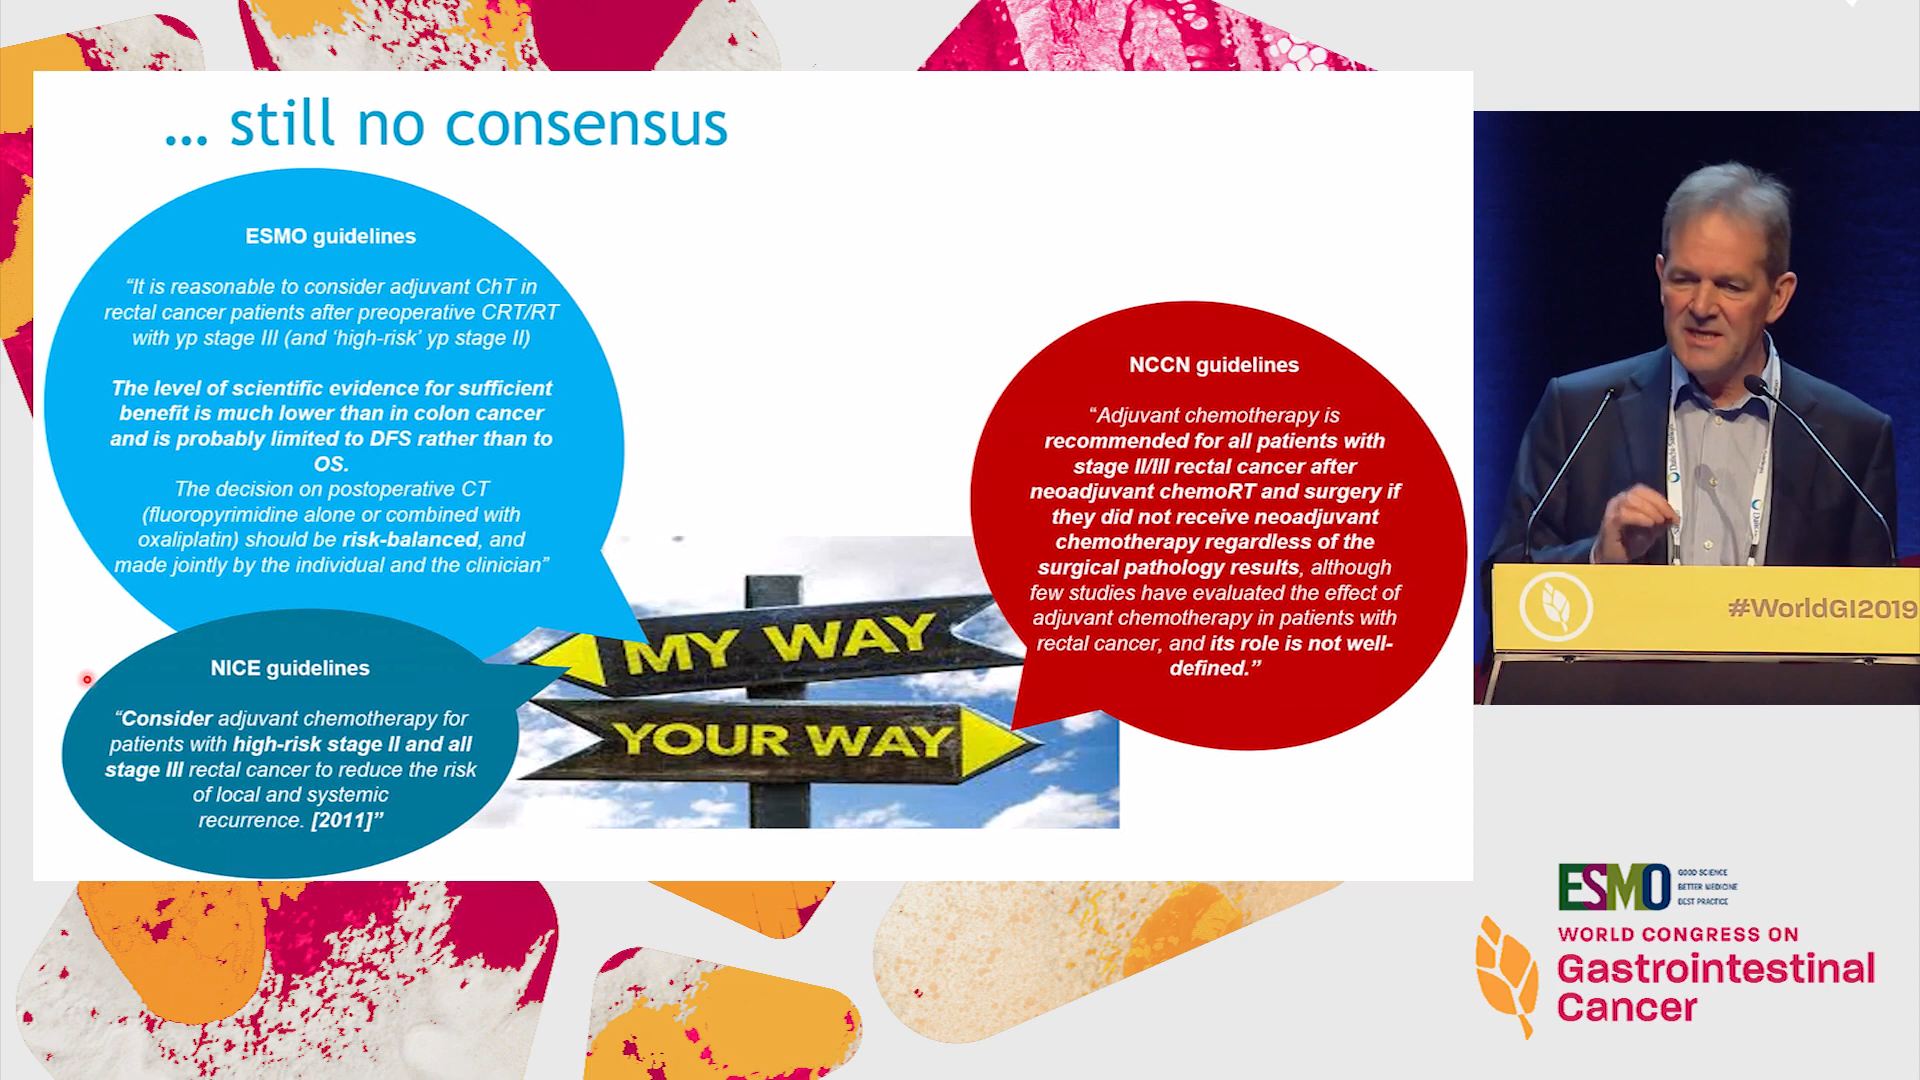 ... still no consensus
ESMO guidelines
“It is reasonable to consider adjuvant ChT in
rectal cancer patients after preoperative CRT/RT
with yp stage III (and ‘high-risk’ yp stage II)
The level of scientific evidence for sufficient
benefit is much lower than in colon cancer
and is probably limited to DFS rather than to
OS.
The decision on postoperative CT
(fluoropyrimidine alone or combined with
oxaliplatin) should be risk-balanced, and
made jointly by the individual and the clinician”
NICE guidelines
“Consider adjuvant chemotherapy for
patients with high-risk stage II and all
stage III rectal cancer to reduce the risk
of local and systemic
recurrence. [2011]”
MY WAY
YOUR WAY
NCCN guidelines
“Adjuvant chemotherapy is
recommended for all patients with
stage II/III rectal cancer after
neoadjuvant chemoRT and surgery if
they did not receive neoadjuvant
chemotherapy regardless of the
surgical pathology results, although
few studies have evaluated the effect of
adjuvant chemotherapy in patients with
rectal cancer, and its role is not well-
defined.”
#WorldGI2019
ESMO
GOOD SCIENCE
BETTER MEDICINE
BEST PRACTICE
WORLD CONGRESS ON
Gastrointestinal
Cancer